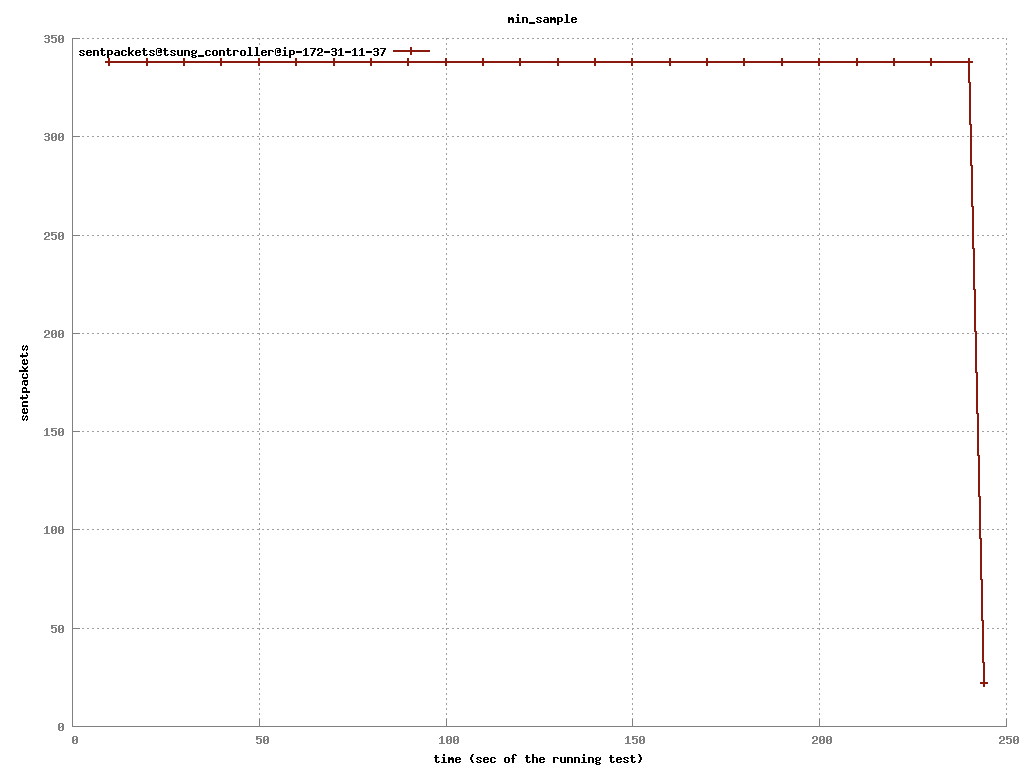 min_sample
350
sentpackets@tsung_controller@ip-172-31-11-37
300
250
200
sentpackets
150
100
50
0
0 50 100 150 200 250
time (sec of the running test)